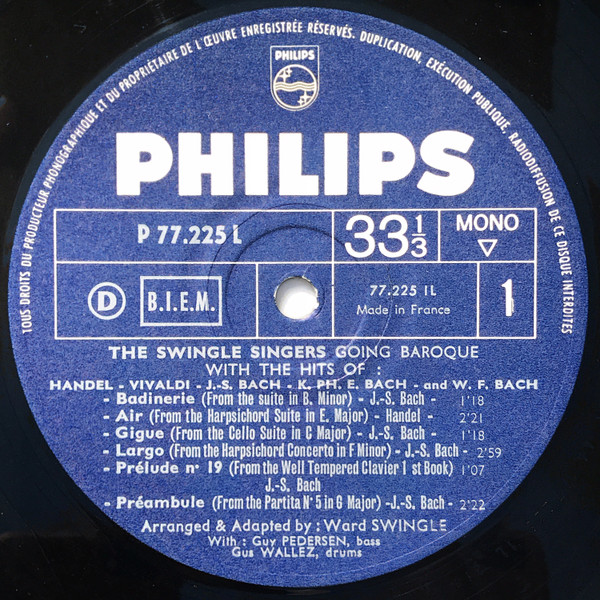 TOUS DROITS DU PRODUCTEUR PHONOGRAPHIQUE ET DU PROPRIÉTAIRE DE L'ŒUVRE ENREGISTRÉE RÉSERVÉS. DUPLICATION, EXÉCUTION PUBLIQUE, RADIODIFFUSION DE CE DISQUE INTERDITES
PHILIPS
PHILIPS
P 77.225 L
33 1/3
MONO
D
B.I.E.M.
77.225 1L
Made in France
1
THE SWINGLE SINGERS GOING BAROQUE
WITH THE HITS OF :
HANDEL - VIVALDI - J.-S. BACH - K. PH. E. BACH - and W. F. BACH
- Badinerie (From the suite in B. Minor) - J.-S. Bach - 1'18
- Air (From the Harpsichord Suite in E. Major) - Handel - 2'21
- Gigue (From the Cello Suite in C Major) - J.-S. Bach - 1'18
- Largo (From the Harpsichord Concerto in F Minor) - J.-S. Bach - 2'59
- Prélude n° 19 (From the Well Tempered Clavier 1 st Book) 1'07
J.-S. Bach
- Préambule (From the Partita N° 5 in G Major) -J.-S. Bach - 2'22
Arranged & Adapted by : Ward SWINGLE
With : Guy PEDERSEN, bass
Gus WALLEZ, drums